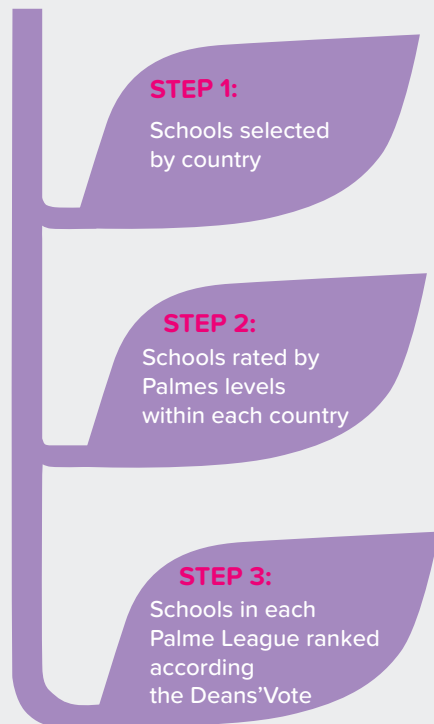 STEP 1:
Schools selected
by country
STEP 2:
Schools rated by
Palmes levels
within each country
STEP 3:
Schools in each
Palme League ranked
according
the Deans'Vote